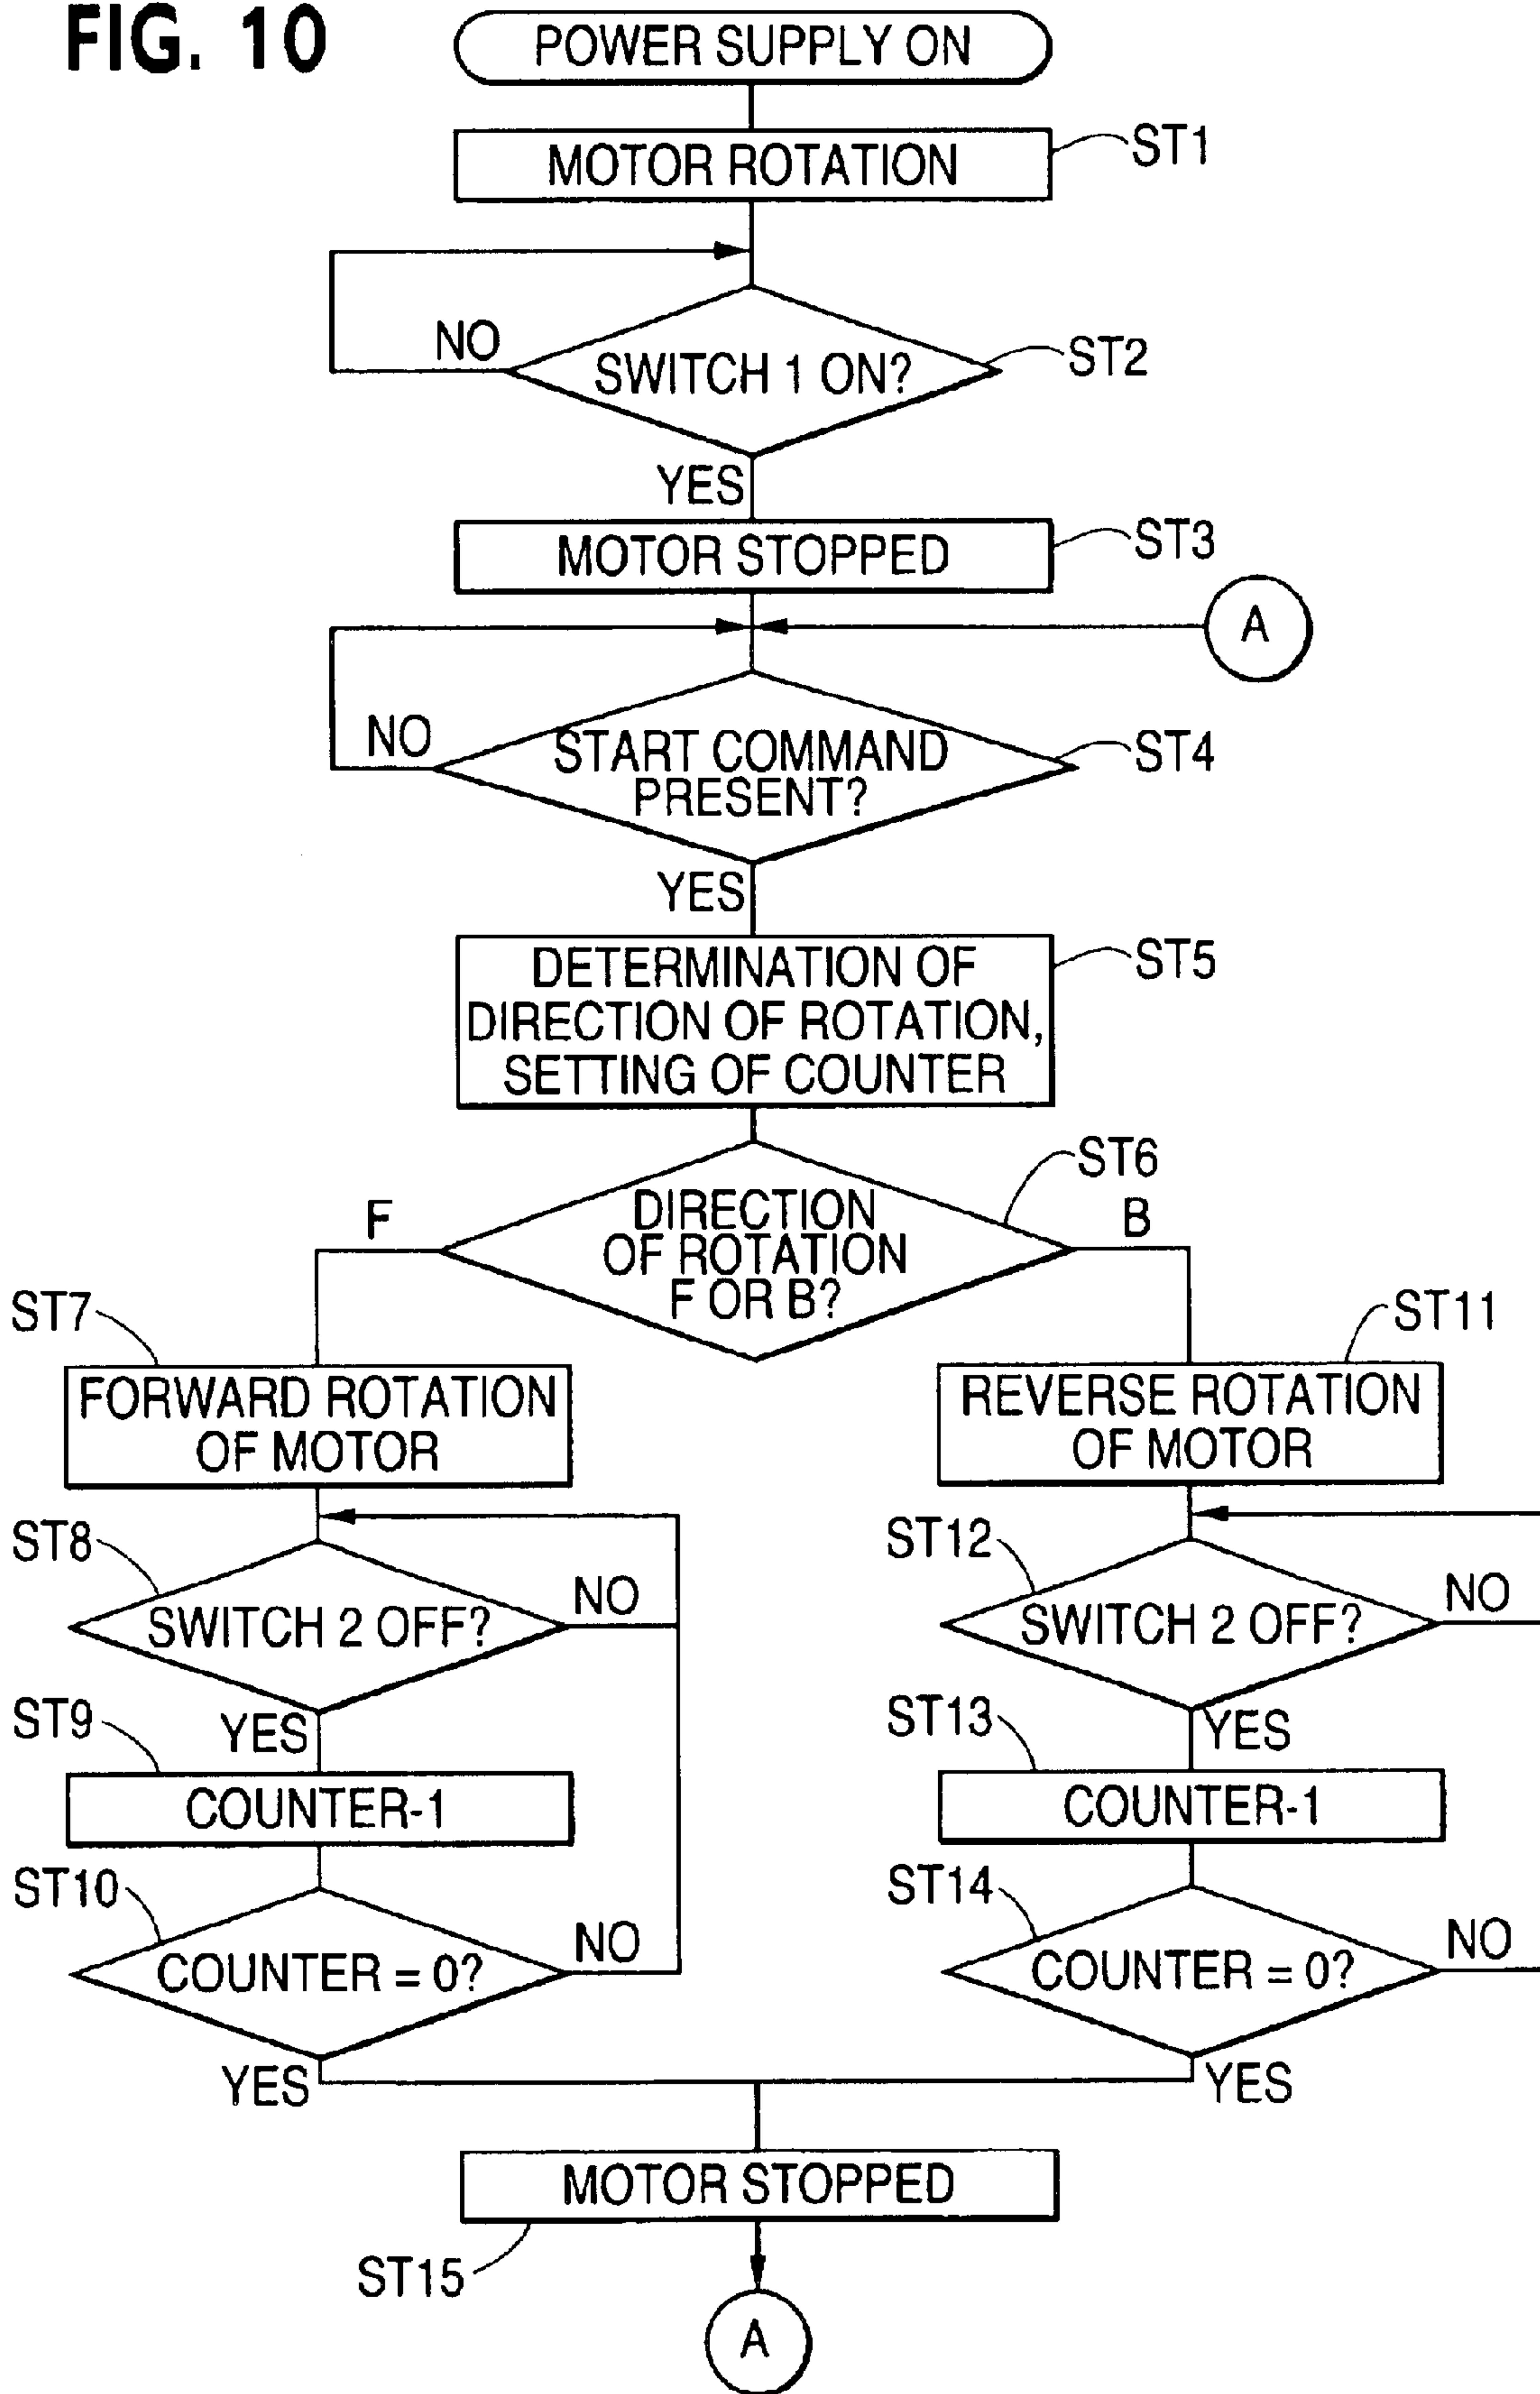 FIG. 10
POWER SUPPLY ON
MOTOR ROTATION
ST1
NO
SWITCH 1 ON?
ST2
YES
MOTOR STOPPED
ST3
A
NO
START COMMAND
PRESENT?
ST4
YES
DETERMINATION OF
DIRECTION OF ROTATION,
SETTING OF COUNTER
ST5
ST6
F
DIRECTION
OF ROTATION
F OR B?
B
ST7
FORWARD ROTATION
OF MOTOR
ST11
REVERSE ROTATION
OF MOTOR
ST8
SWITCH 2 OFF?
NO
ST12
SWITCH 2 OFF?
NO
ST9
YES
COUNTER-1
ST13
YES
COUNTER-1
ST10
COUNTER = 0?
NO
ST14
COUNTER = 0?
NO
YES
YES
MOTOR STOPPED
ST15
A